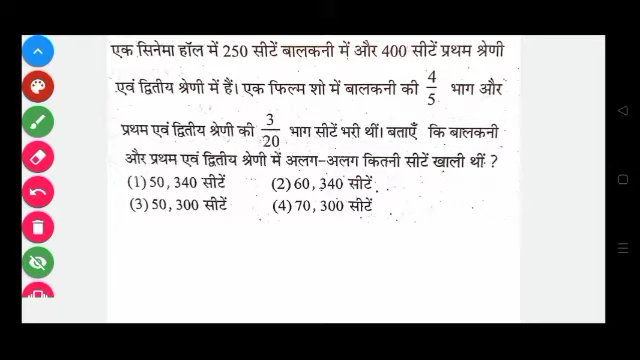 एक सिनेमा हॉल में 250 सीटें बालकनी में और 400 सीटें प्रथम श्रेणी
एवं द्वितीय श्रेणी में हैं। एक फिल्म शो में बालकनी की 4/5 भाग और
प्रथम एवं द्वितीय श्रेणी की 3/20 भाग सीटें भरी थीं। बताएँ कि बालकनी
और प्रथम एवं द्वितीय श्रेणी में अलग-अलग कितनी सीटें खाली थीं ?
(1) 50, 340 सीटें (2) 60, 340 सीटें
(3) 50, 300 सीटें (4) 70, 300 सीटें